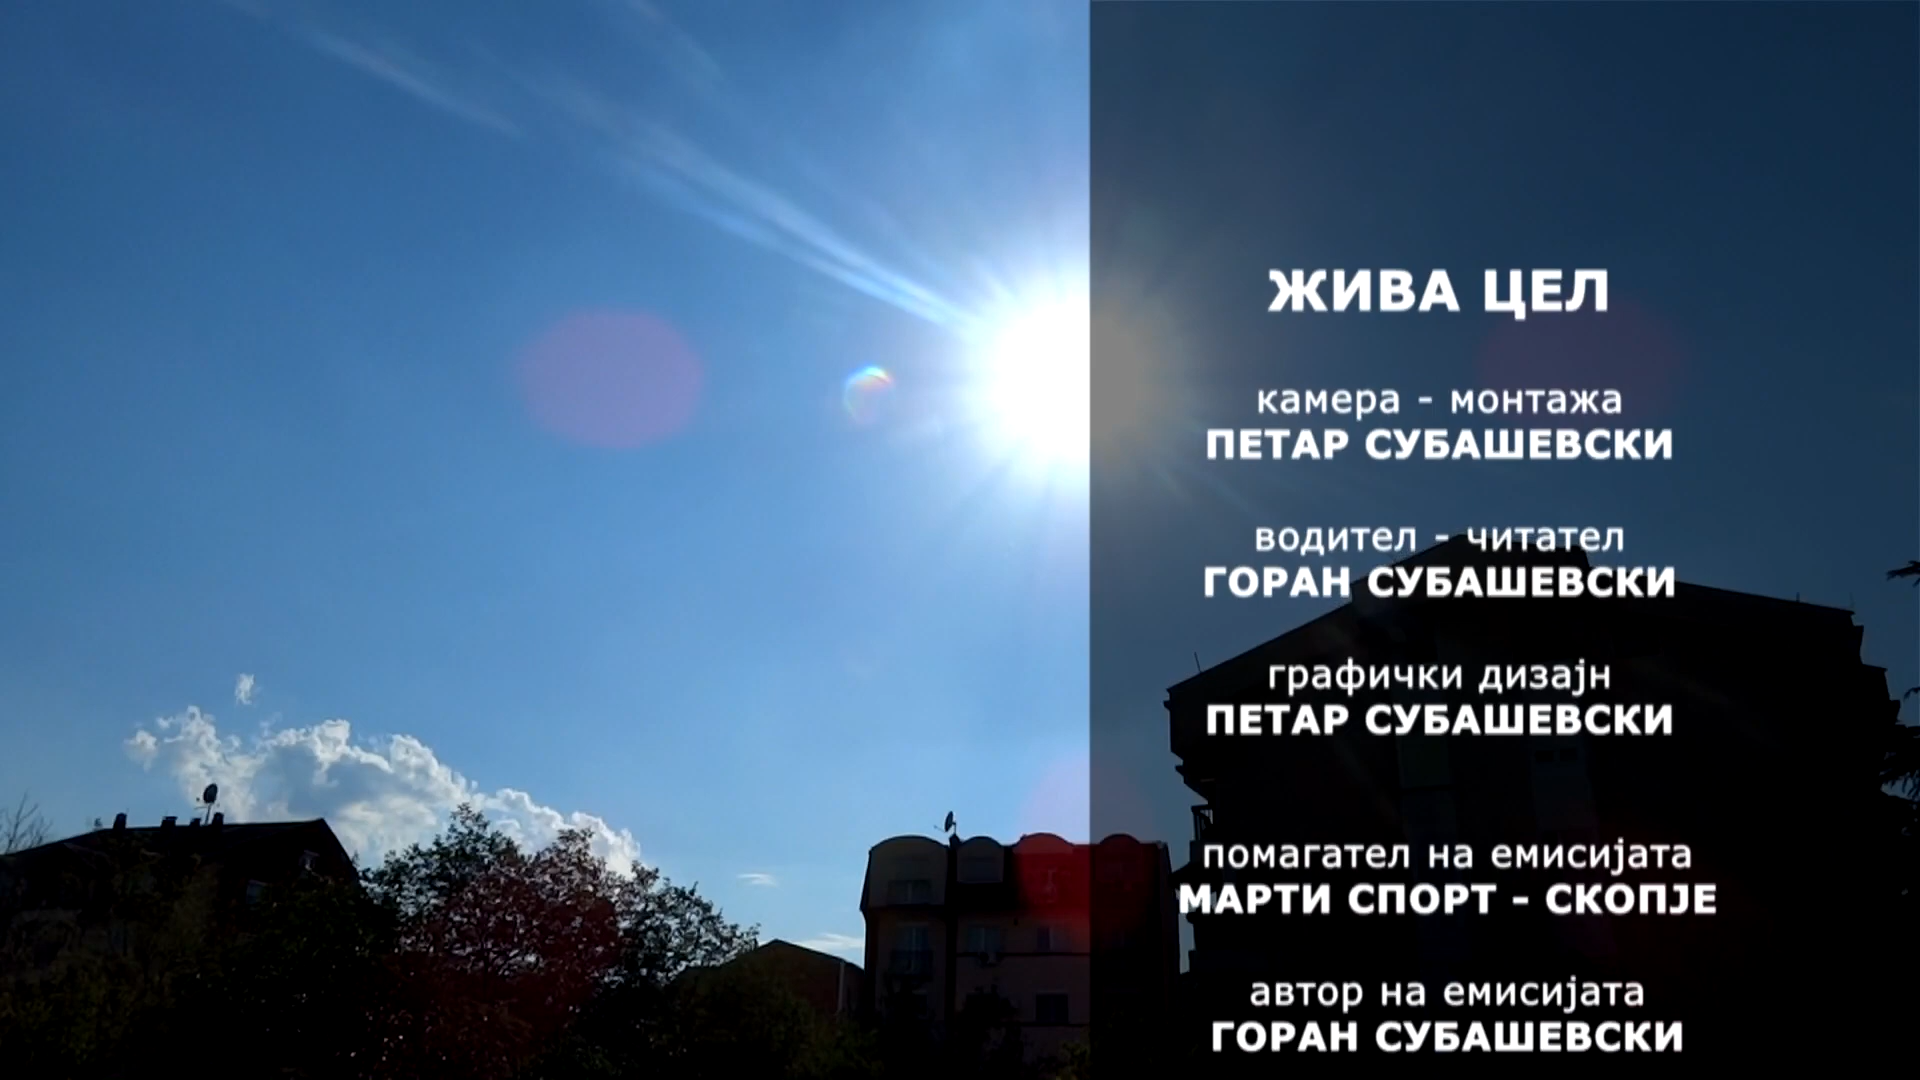 ЖИВА ЦЕЛ
камера - монтажа
ПЕТАР СУБАШЕВСКИ
водител - читател
ГОРАН СУБАШЕВСКИ
графички дизајн
ПЕТАР СУБАШЕВСКИ
помагател на емисијата
МАРТИ СПОРТ - СКОПЈЕ
автор на емисијата
ГОРАН СУБАШЕВСКИ